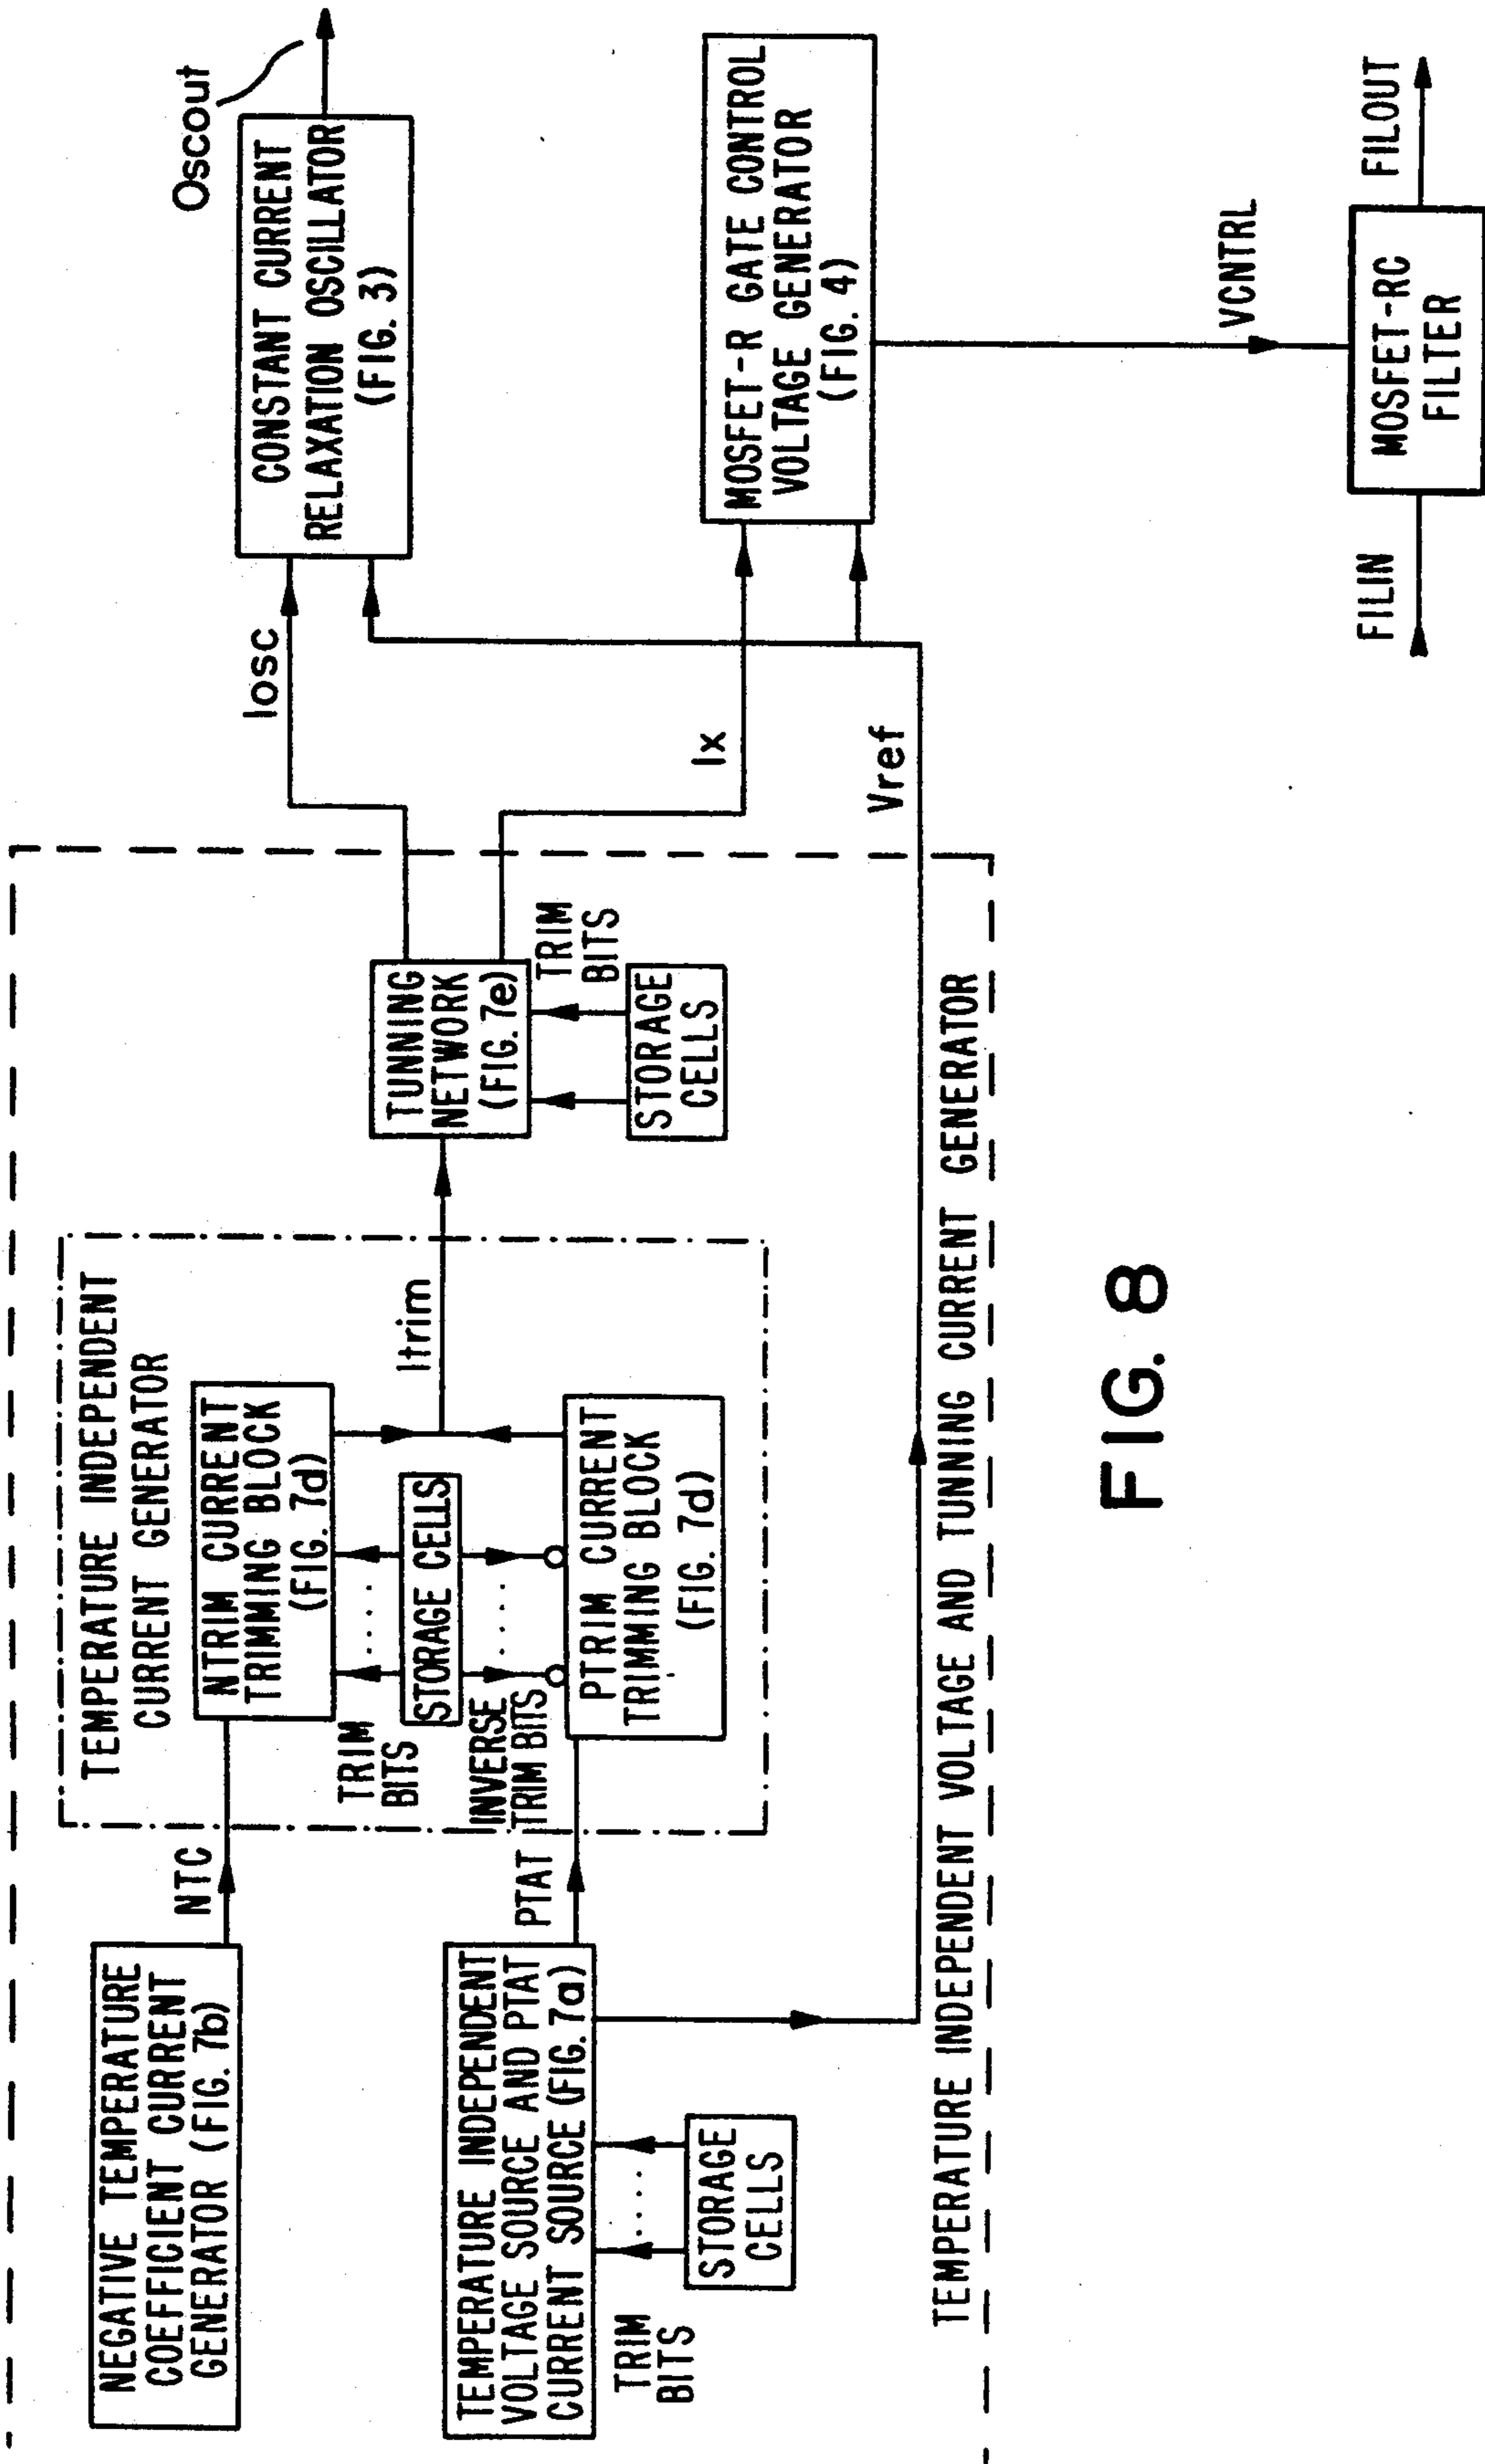 NEGATIVE TEMPERATURE
COEFFICIENT CURRENT
GENERATOR (FIG. 7b)
NTC
TEMPERATURE INDEPENDENT
CURRENT GENERATOR
NTRIM CURRENT
TRIMMING BLOCK
(FIG. 7d)
TRIM
BITS
STORAGE CELLS
INVERSE
TRIM BITS
PTRIM CURRENT
TRIMMING BLOCK
(FIG. 7d)
Itrim
TEMPERATURE INDEPENDENT
VOLTAGE SOURCE AND PTAT
CURRENT SOURCE (FIG. 7a)
PTAT
TRIM
BITS
STORAGE
CELLS
TUNNING
NETWORK
(FIG. 7e)
TRIM
BITS
STORAGE
CELLS
TEMPERATURE INDEPENDENT VOLTAGE AND TUNNING CURRENT GENERATOR
Iosc
Ix
Vref
CONSTANT CURRENT
RELAXATION OSCILLATOR
(FIG. 3)
Oscout
MOSFET-R GATE CONTROL
VOLTAGE GENERATOR
(FIG. 4)
VCNTRL
FILIN
MOSFET-RC
FILTER
FILOUT
FIG. 8